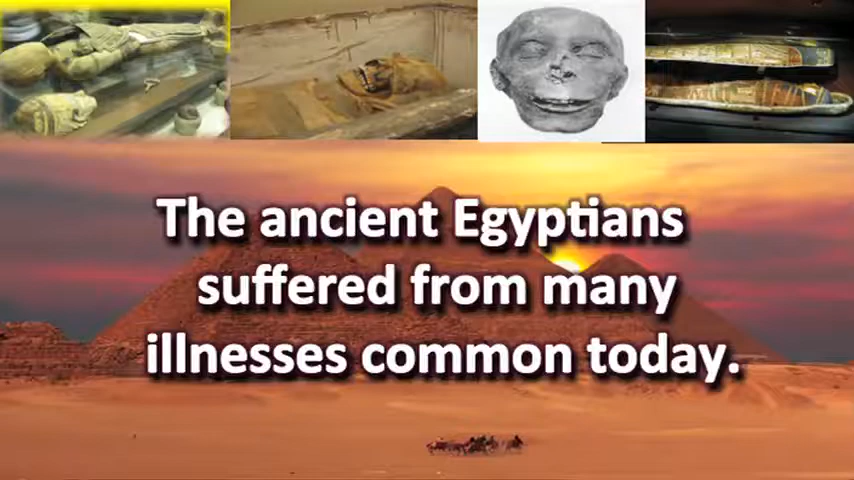 The ancient Egyptians
suffered from many
illnesses common today.